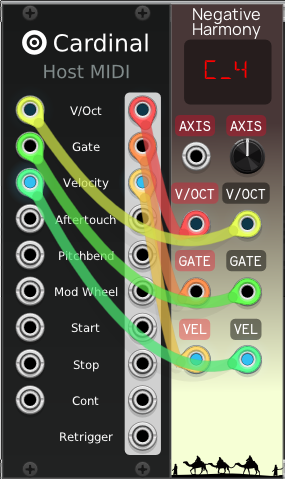 Cardinal
Host MIDI
V/Oct
Gate
Velocity
Aftertouch
Pitchbend
Mod Wheel
Start
Stop
Cont
Retrigger
Negative
Harmony
C_4
AXIS AXIS
V/OCT V/OCT
GATE GATE
VEL VEL